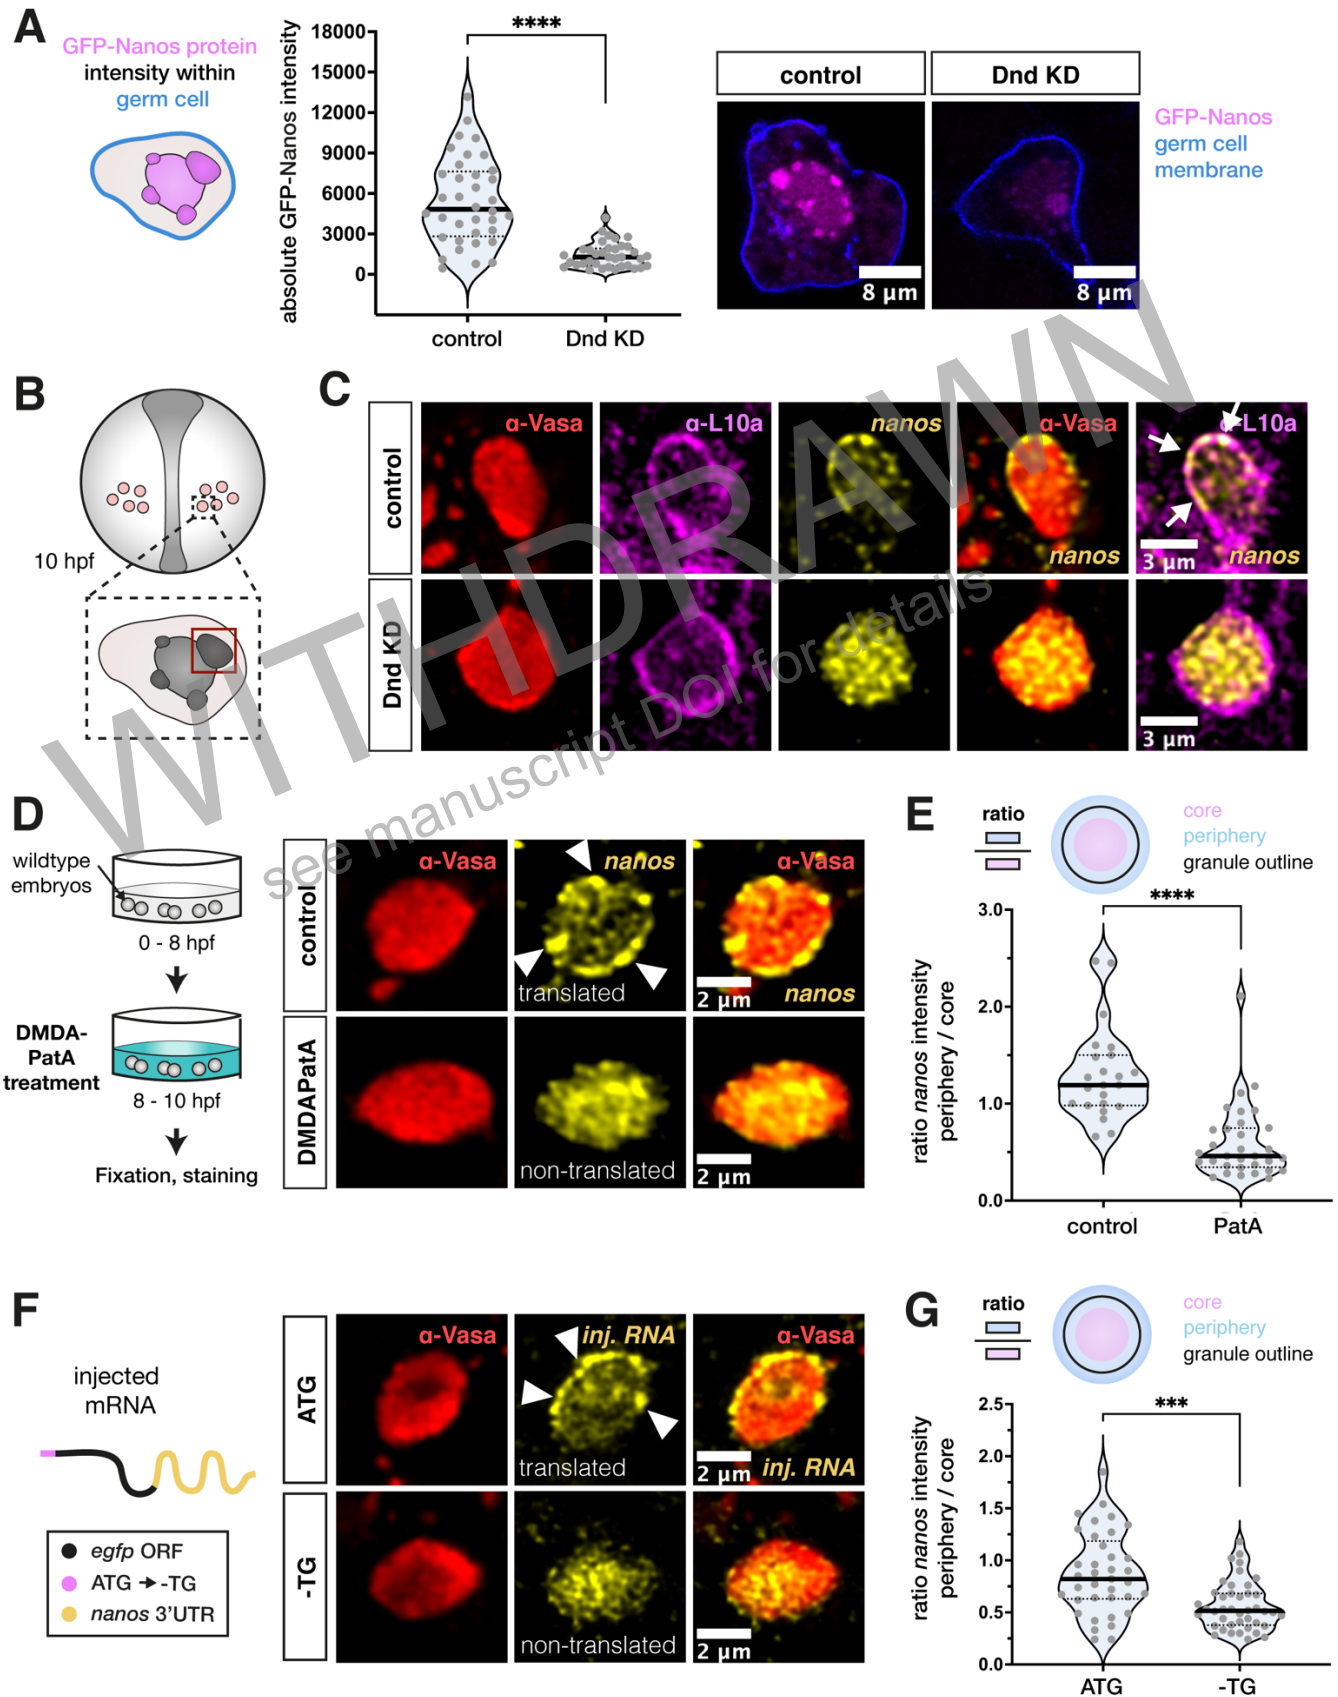 A
GFP-Nanos protein
intensity within
germ cell
absolute GFP-Nanos intensity
18000
15000
12000
9000
6000
3000
0
****
control
Dnd KD
control
Dnd KD
8 µm
8 µm
GFP-Nanos
germ cell
membrane
B
10 hpf
C
control
α-Vasa
α-L10a
nanos
α-Vasa
nanos
α-L10a
3 µm
nanos
Dnd KD
3 µm
WITHDRAWN
see manuscript DOI for details
D
wildtype
embryos
0 - 8 hpf
DMDA-
PatA
treatment
8 - 10 hpf
Fixation, staining
control
α-Vasa
nanos
translated
α-Vasa
2 µm
nanos
DMDAPatA
non-translated
2 µm
E
ratio
core
periphery
granule outline
ratio nanos intensity
periphery / core
3.0
2.0
1.0
0.0
****
control
PatA
F
injected
mRNA
egfp ORF
ATG → -TG
nanos 3'UTR
ATG
α-Vasa
inj. RNA
translated
α-Vasa
2 µm
inj. RNA
-TG
non-translated
2 µm
G
ratio
core
periphery
granule outline
ratio nanos intensity
periphery / core
2.5
2.0
1.5
1.0
0.5
0.0
***
ATG
-TG